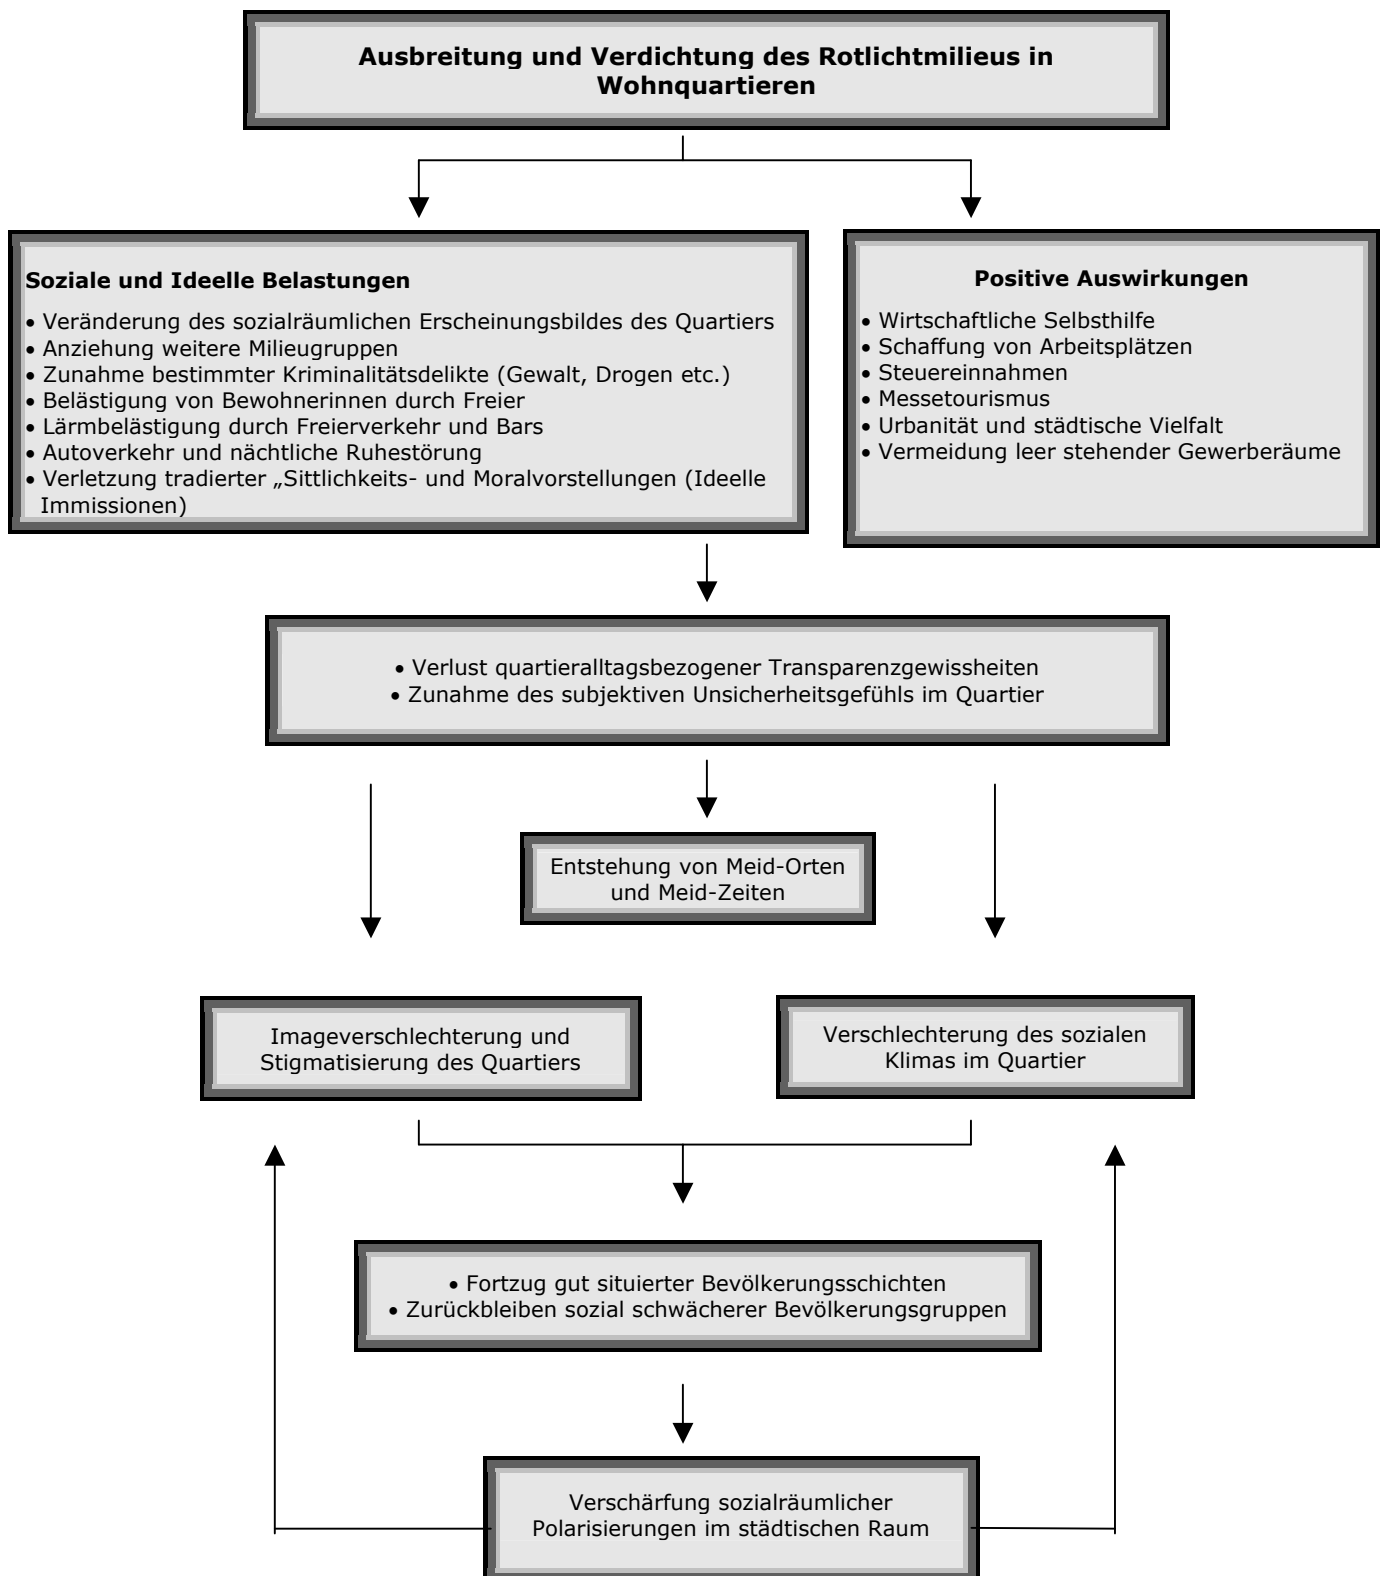 Ausbreitung und Verdichtung des Rotlichtmilieus in
Wohnquartieren
Soziale und Ideelle Belastungen
• Veränderung des sozialräumlichen Erscheinungsbildes des Quartiers
• Anziehung weitere Milieugruppen
• Zunahme bestimmter Kriminalitätsdelikte (Gewalt, Drogen etc.)
• Belästigung von Bewohnerinnen durch Freier
• Lärmbelästigung durch Freierverkehr und Bars
• Autoverkehr und nächtliche Ruhestörung
• Verletzung tradierter „Sittlichkeits- und Moralvorstellungen (Ideelle
Immissionen)
Positive Auswirkungen
• Wirtschaftliche Selbsthilfe
• Schaffung von Arbeitsplätzen
• Steuereinnahmen
• Messetourismus
• Urbanität und städtische Vielfalt
• Vermeidung leer stehender Gewerberäume
• Verlust quartieralltagsbezogener Transparenzgewissheiten
• Zunahme des subjektiven Unsicherheitsgefühls im Quartier
Entstehung von Meid-Orten
und Meid-Zeiten
Imageverschlechterung und
Stigmatisierung des Quartiers
Verschlechterung des sozialen
Klimas im Quartier
• Fortzug gut situierter Bevölkerungsschichten
• Zurückbleiben sozial schwächerer Bevölkerungsgruppen
Verschärfung sozialräumlicher
Polarisierungen im städtischen Raum